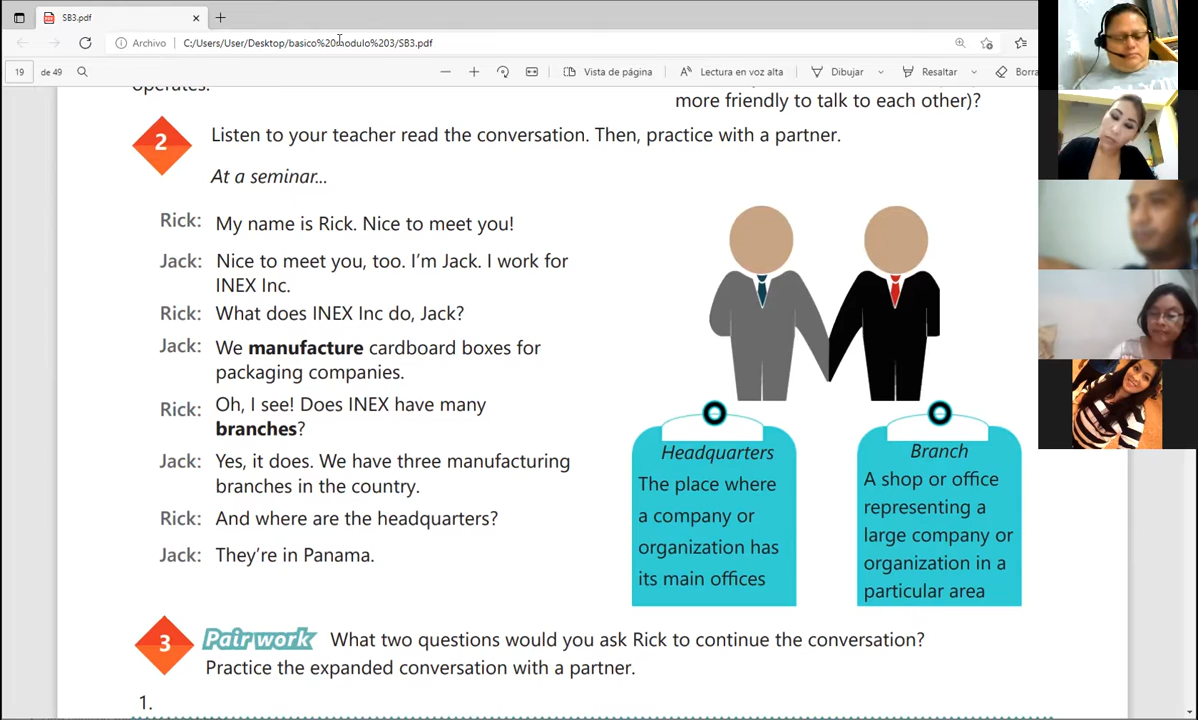 SB3.pdf
Archivo
C:/Users/User/Desktop/basico%20modulo%203/SB3.pdf
19 de 49
Vista de página
Lectura en voz alta
Dibujar
Resaltar
Borra
operates.
more friendly to talk to each other)?
2
Listen to your teacher read the conversation. Then, practice with a partner.
At a seminar...
Rick: My name is Rick. Nice to meet you!
Jack: Nice to meet you, too. I'm Jack. I work for
INEX Inc.
Rick: What does INEX Inc do, Jack?
Jack: We manufacture cardboard boxes for
packaging companies.
Rick: Oh, I see! Does INEX have many
branches?
Jack: Yes, it does. We have three manufacturing
branches in the country.
Rick: And where are the headquarters?
Jack: They're in Panama.
Headquarters
The place where
a company or
organization has
its main offices
Branch
A shop or office
representing a
large company or
organization in a
particular area
3
Pair work What two questions would you ask Rick to continue the conversation?
Practice the expanded conversation with a partner.
1.